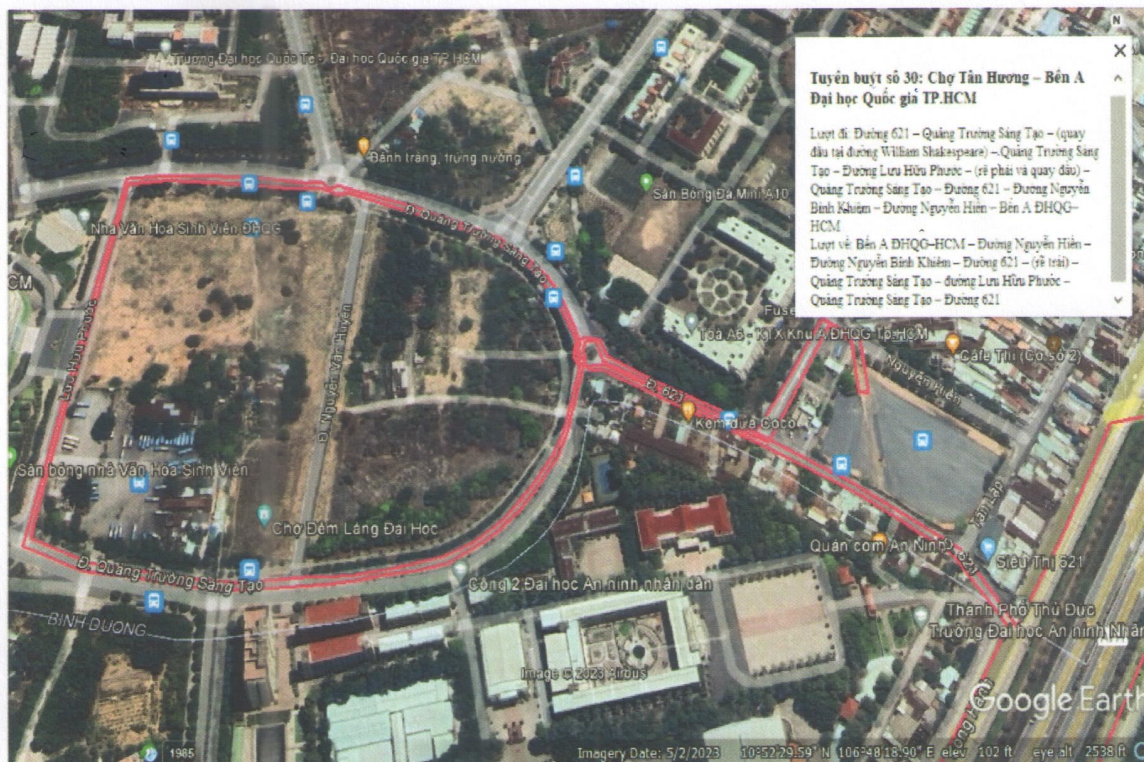 N
Trường Đại học Quốc Tế - Đại học Quốc gia TP.HCM
Bánh tráng, trứng nướng
Sân Bóng Đá Mini A10
Nhà Văn Hóa Sinh Viên ĐHQG
CM
Đ. Quảng Trường Sáng Tạo
Lưu Hữu Phước
Đ. Nguyễn Văn Huyên
Tòa A6 - KTX Khu A ĐHQG Tp.HCM
Cafe Thi (Cơ sở 2)
Nguyễn Hiền
Đ. 621
Kem dừa Coco
Sân bóng nhà Văn Hóa Sinh Viên
Chợ Đêm Làng Đại Học
Tân Lập
Quán cơm An Ninh
Đ. 621
Siêu Thị 621
Đ. Quảng Trường Sáng Tạo
Cổng 2 Đại học An ninh nhân dân
BINH DUONG
Thành Phố Thủ Đức
Trường Đại học An ninh Nhân
Image © 2023 Airbus
Google Earth
1985
Imagery Date: 5/2/2023 10°52'29.59" N 106°48'18.90" E elev 102 ft eye alt 2538 ft
Tuyến buýt số 30: Chợ Tân Hương – Bến A
Đại học Quốc gia TP.HCM
Lượt đi: Đường 621 – Quảng Trường Sáng Tạo – (quay
đầu tại đường William Shakespeare) – Quảng Trường Sáng
Tạo – Đường Lưu Hữu Phước – (rẽ phải và quay đầu) –
Quảng Trường Sáng Tạo – Đường 621 – Đường Nguyễn
Bỉnh Khiêm – Đường Nguyễn Hiền – Bến A ĐHQG–
HCM
Lượt về: Bến A ĐHQG–HCM – Đường Nguyễn Hiền –
Đường Nguyễn Bỉnh Khiêm – Đường 621 – (rẽ trái) –
Quảng Trường Sáng Tạo – đường Lưu Hữu Phước –
Quảng Trường Sáng Tạo – Đường 621